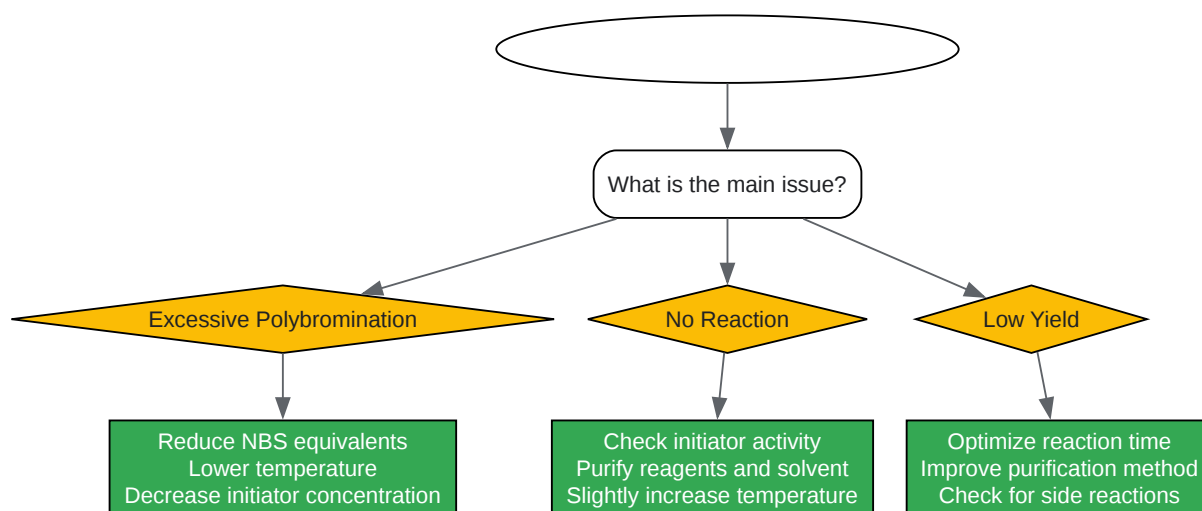 What is the main issue?
Excessive Polybromination
No Reaction
Low Yield
Reduce NBS equivalents
Lower temperature
Decrease initiator concentration
Check initiator activity
Purify reagents and solvent
Slightly increase temperature
Optimize reaction time
Improve purification method
Check for side reactions